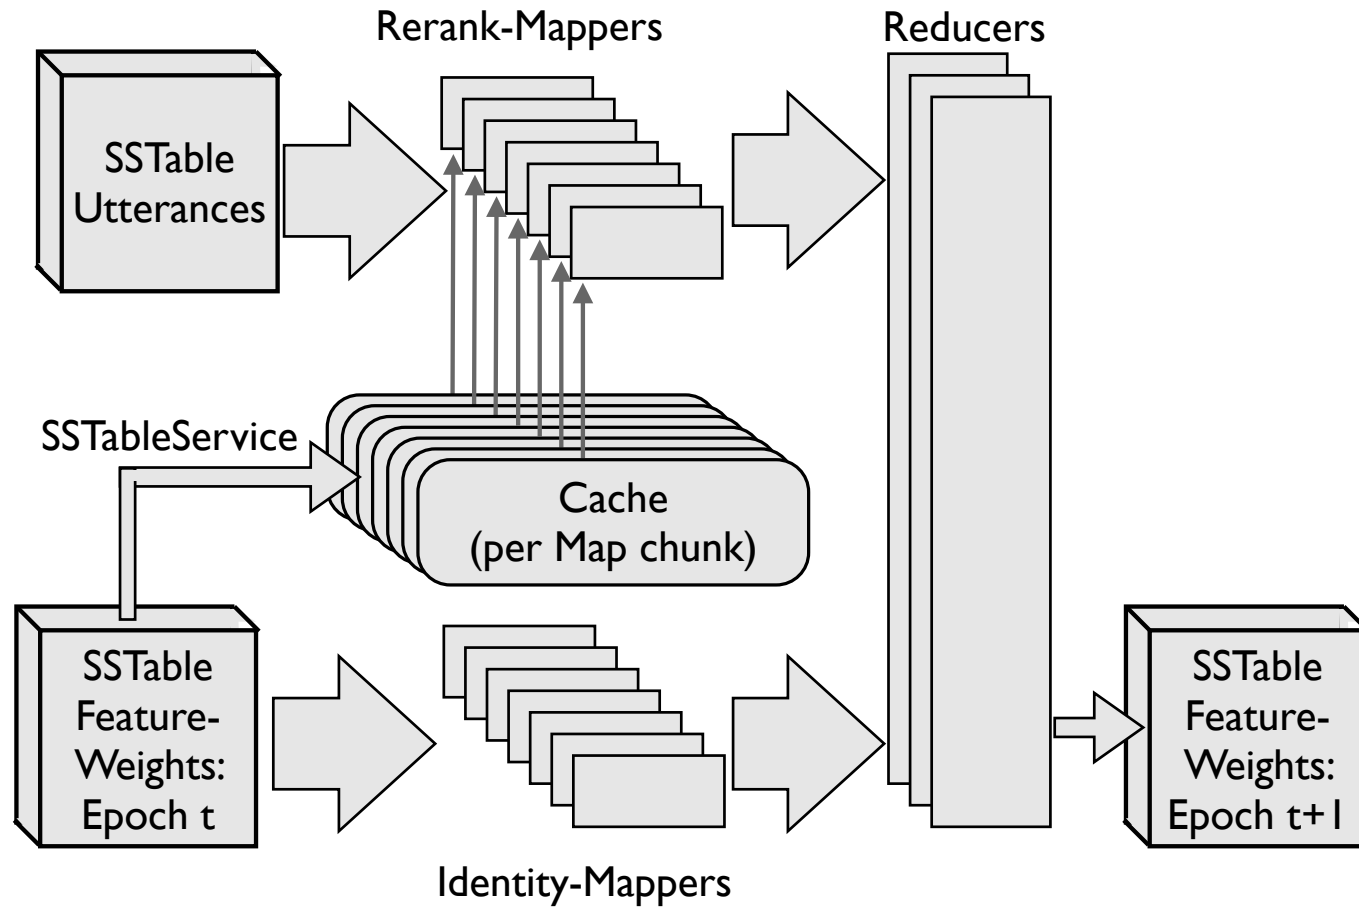 Rerank-Mappers
Reducers
SSTable
Utterances
SSTableService
Cache
(per Map chunk)
SSTable
Feature-
Weights:
Epoch t
SSTable
Feature-
Weights:
Epoch t+1
Identity-Mappers